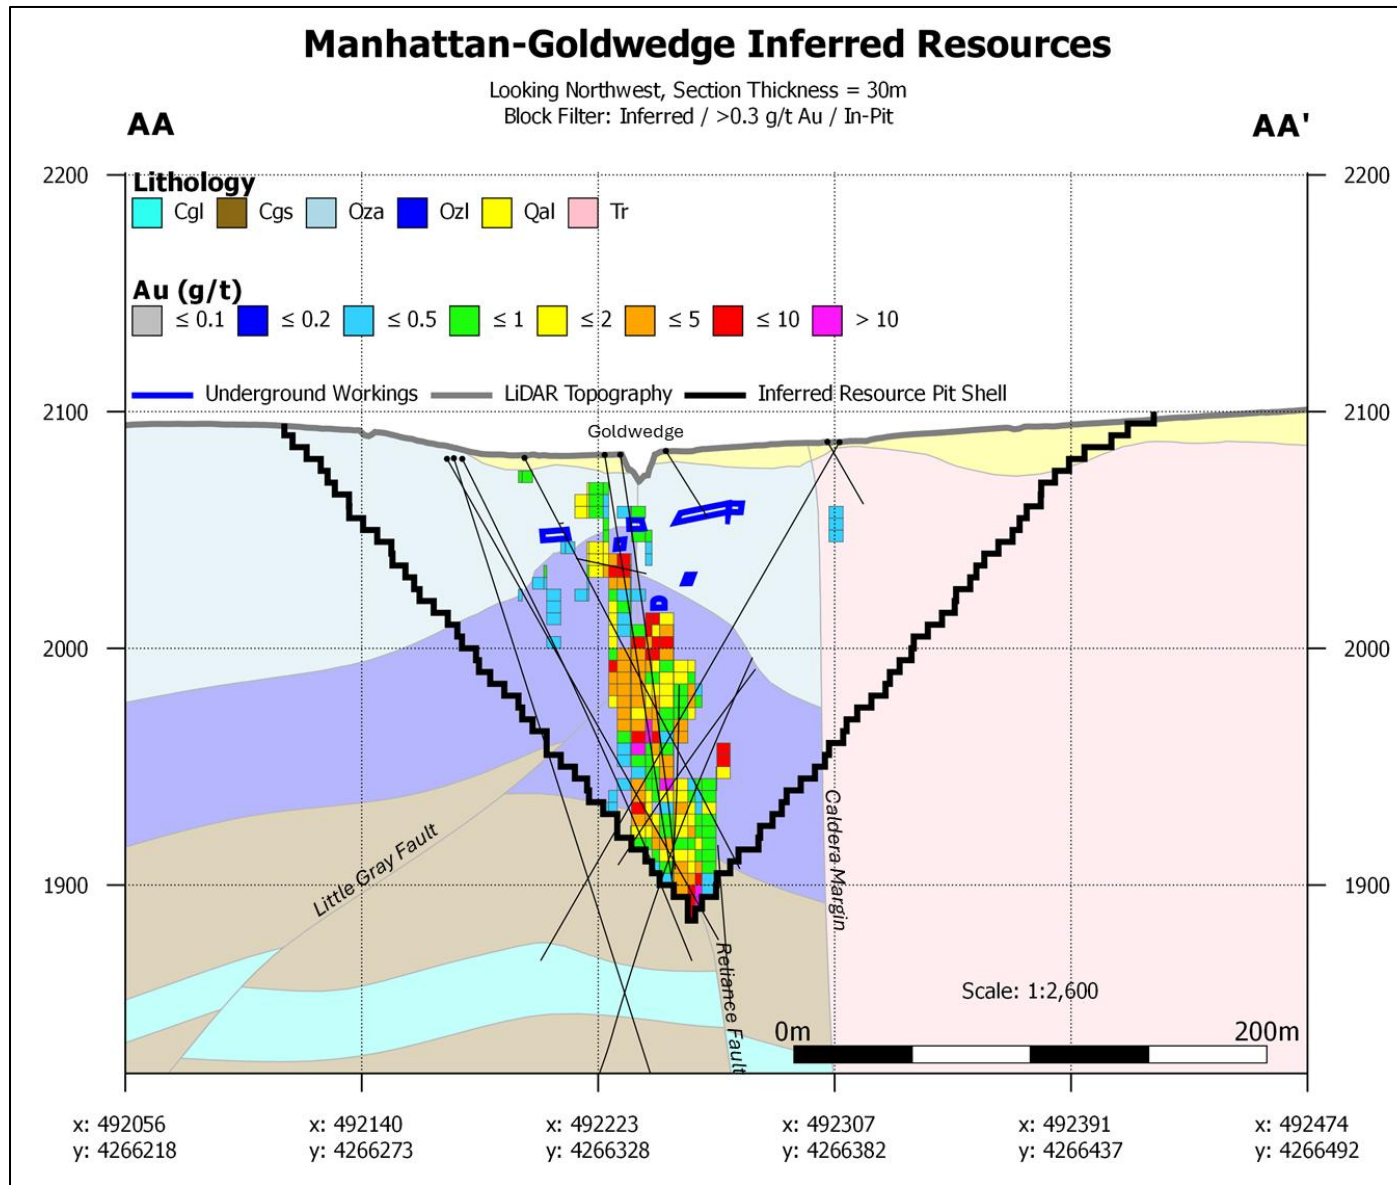 Manhattan-Goldwedge Inferred Resources
Looking Northwest, Section Thickness = 30m
Block Filter: Inferred / >0.3 g/t Au / In-Pit
AA AA'
2200 2200
Lithology
Cgl Cgs Oza Ozl Qal Tr
Au (g/t)
≤ 0.1 ≤ 0.2 ≤ 0.5 ≤ 1 ≤ 2 ≤ 5 ≤ 10 > 10
Underground Workings LiDAR Topography Inferred Resource Pit Shell
2100 2100
Goldwedge
2000 2000
Caldera Margin
Little Gray Fault
1900 1900
Reliance Fault
Scale: 1:2,600
0m 200m
x: 492056 x: 492140 x: 492223 x: 492307 x: 492391 x: 492474
y: 4266218 y: 4266273 y: 4266328 y: 4266382 y: 4266437 y: 4266492